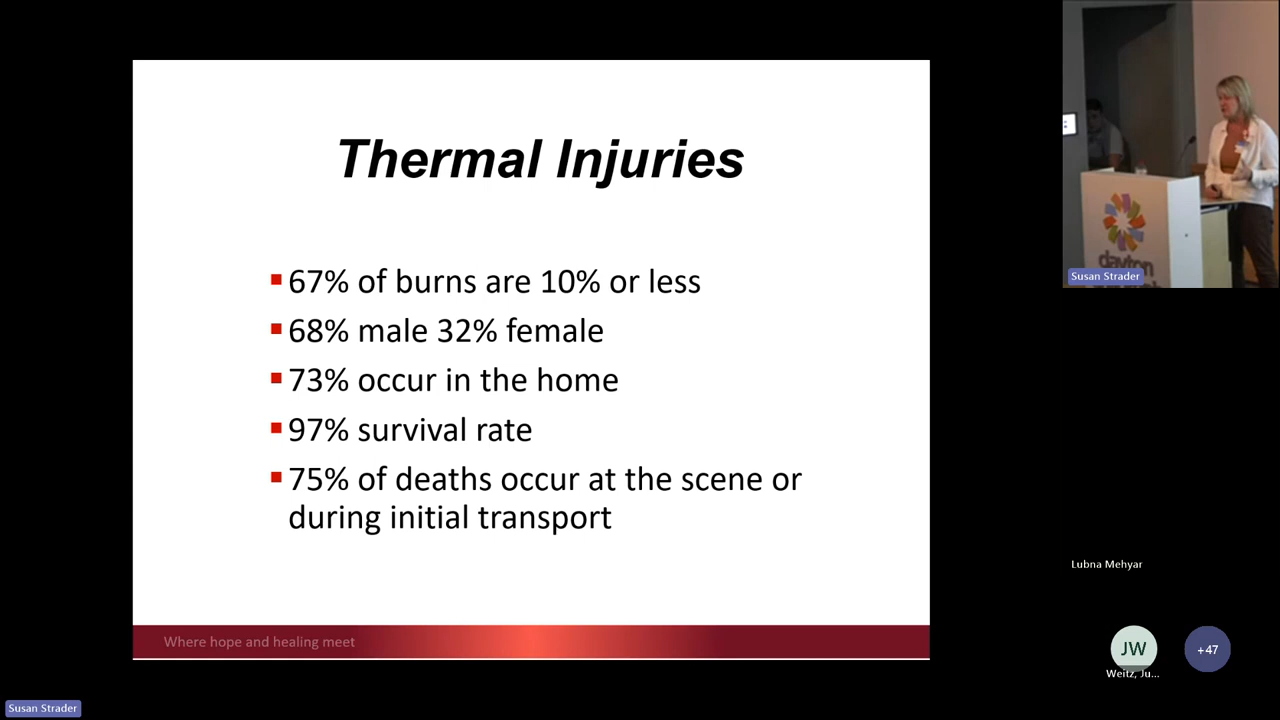 Thermal Injuries
67% of burns are 10% or less
68% male 32% female
73% occur in the home
97% survival rate
75% of deaths occur at the scene or
during initial transport
Where hope and healing meet
Susan Strader
dayton
Susan Strader
Lubna Mehyar
JW
Weitz, Ju...
+47